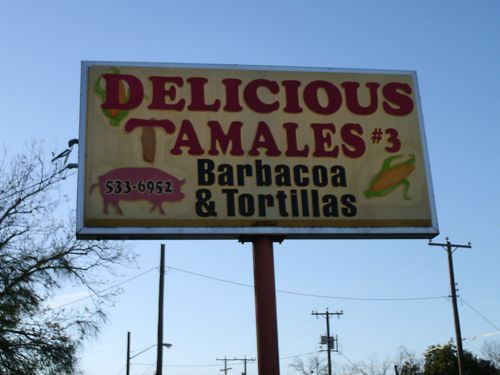 DELICIOUS
TAMALES #3
Barbacoa
533-6952
& Tortillas